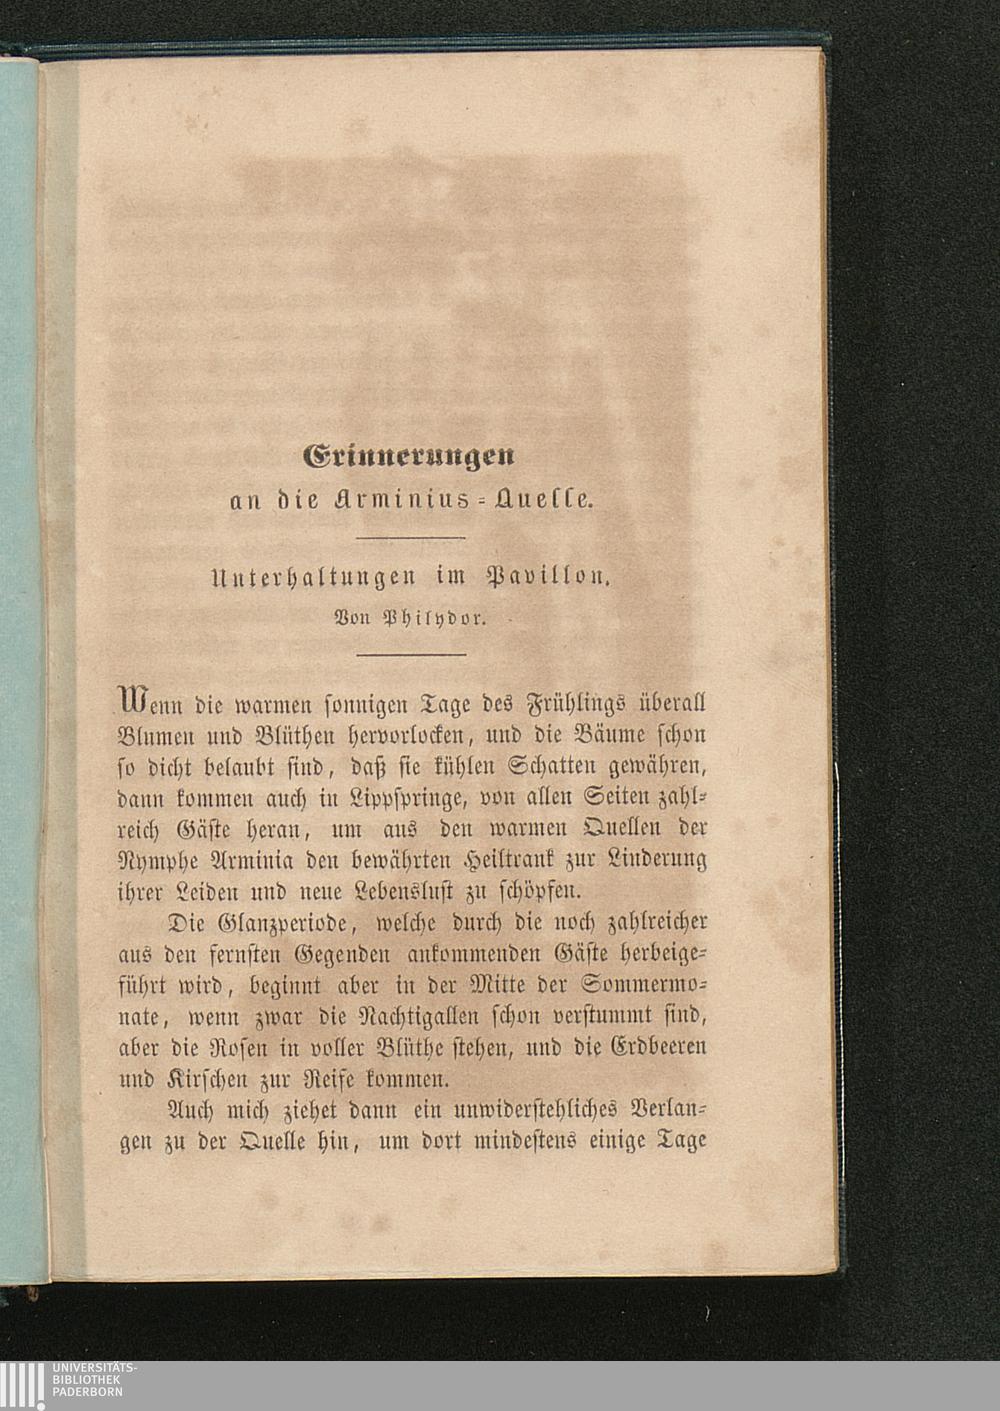 Erinnerungen
an die Arminius-Quelle.
Unterhaltungen im Pavillon.
Von Philydor.
Wenn die warmen sonnigen Tage des Frühlings überall
Blumen und Blüthen hervorlocken, und die Bäume schon
so dicht belaubt sind, daß sie kühlen Schatten gewähren,
dann kommen auch in Lippspringe, von allen Seiten zahl-
reich Gäste heran, um aus den warmen Quellen der
Nymphe Arminia den bewährten Heiltrank zur Linderung
ihrer Leiden und neue Lebenslust zu schöpfen.
Die Glanzperiode, welche durch die noch zahlreicher
aus den fernsten Gegenden ankommenden Gäste herbeige-
führt wird, beginnt aber in der Mitte der Sommermo-
nate, wenn zwar die Nachtigallen schon verstummt sind,
aber die Rosen in voller Blüthe stehen, und die Erdbeeren
und Kirschen zur Reife kommen.
Auch mich ziehet dann ein unwiderstehliches Verlan-
gen zu der Quelle hin, um dort mindestens einige Tage
UNIVERSITÄTS-
BIBLIOTHEK
PADERBORN